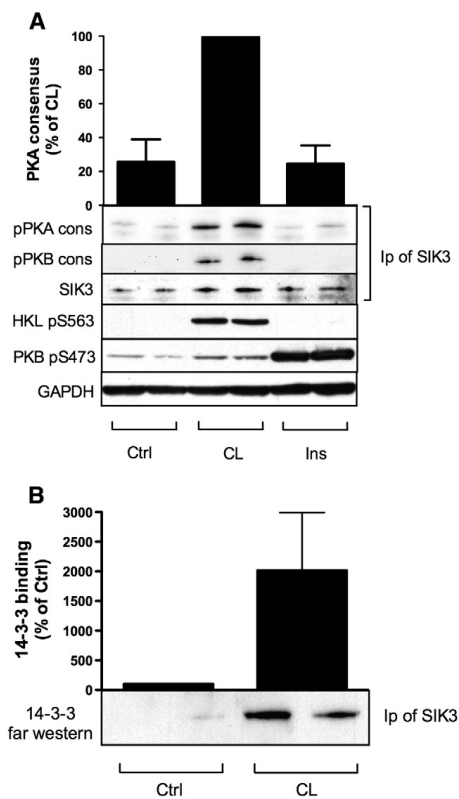 A
PKA consensus
(% of CL)
100
80
60
40
20
0
pPKA cons
pPKB cons
SIK3
Ip of SIK3
HKL pS563
PKB pS473
GAPDH
Ctrl CL Ins
B
14-3-3 binding
(% of Ctrl)
3000
2500
2000
1500
1000
500
0
14-3-3
far western
Ip of SIK3
Ctrl CL